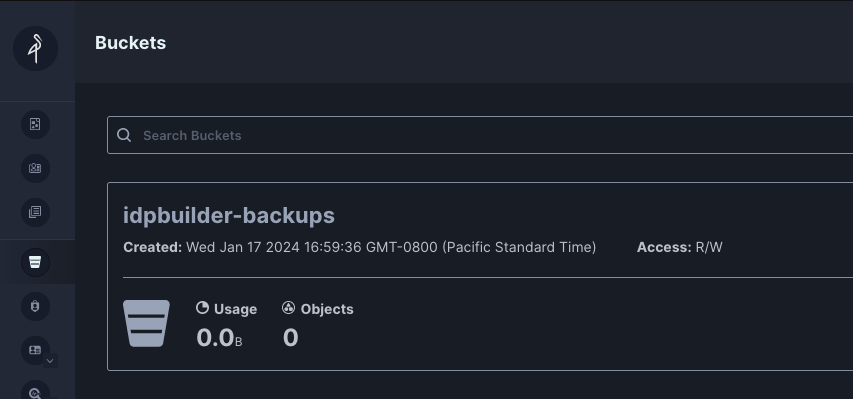 Buckets
Search Buckets
idpbuilder-backups
Created: Wed Jan 17 2024 16:59:36 GMT-0800 (Pacific Standard Time) Access: R/W
Usage Objects
0.0B 0